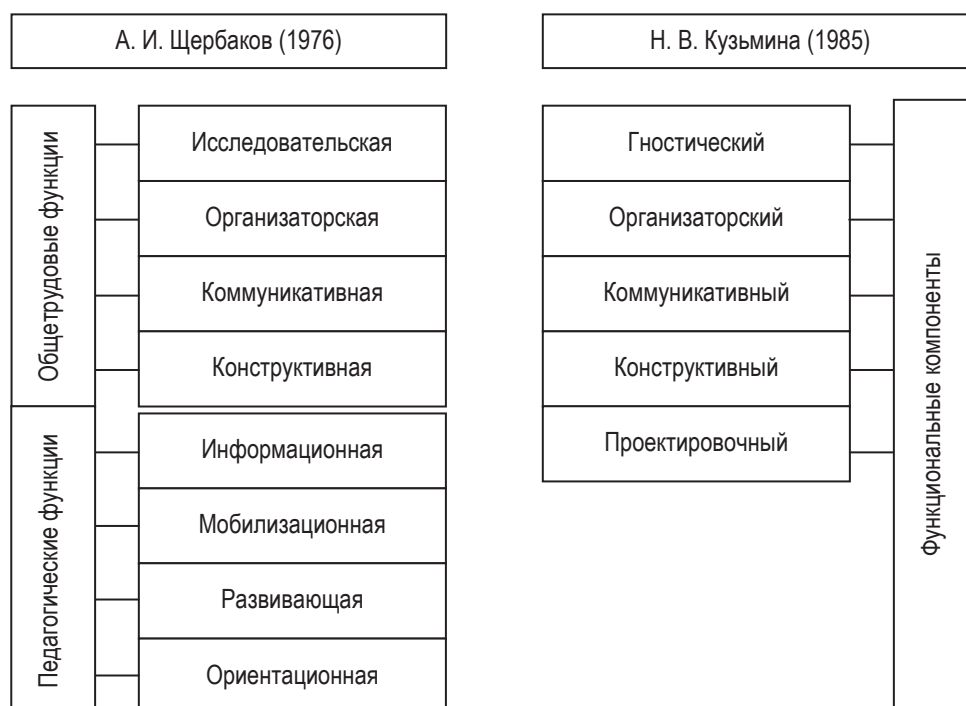 А. И. Щербаков (1976)
Общетрудовые функции
Исследовательская
Организаторская
Коммуникативная
Конструктивная
Педагогические функции
Информационная
Мобилизационная
Развивающая
Ориентационная
Н. В. Кузьмина (1985)
Гностический
Организаторский
Коммуникативный
Конструктивный
Проектировочный
Функциональные компоненты